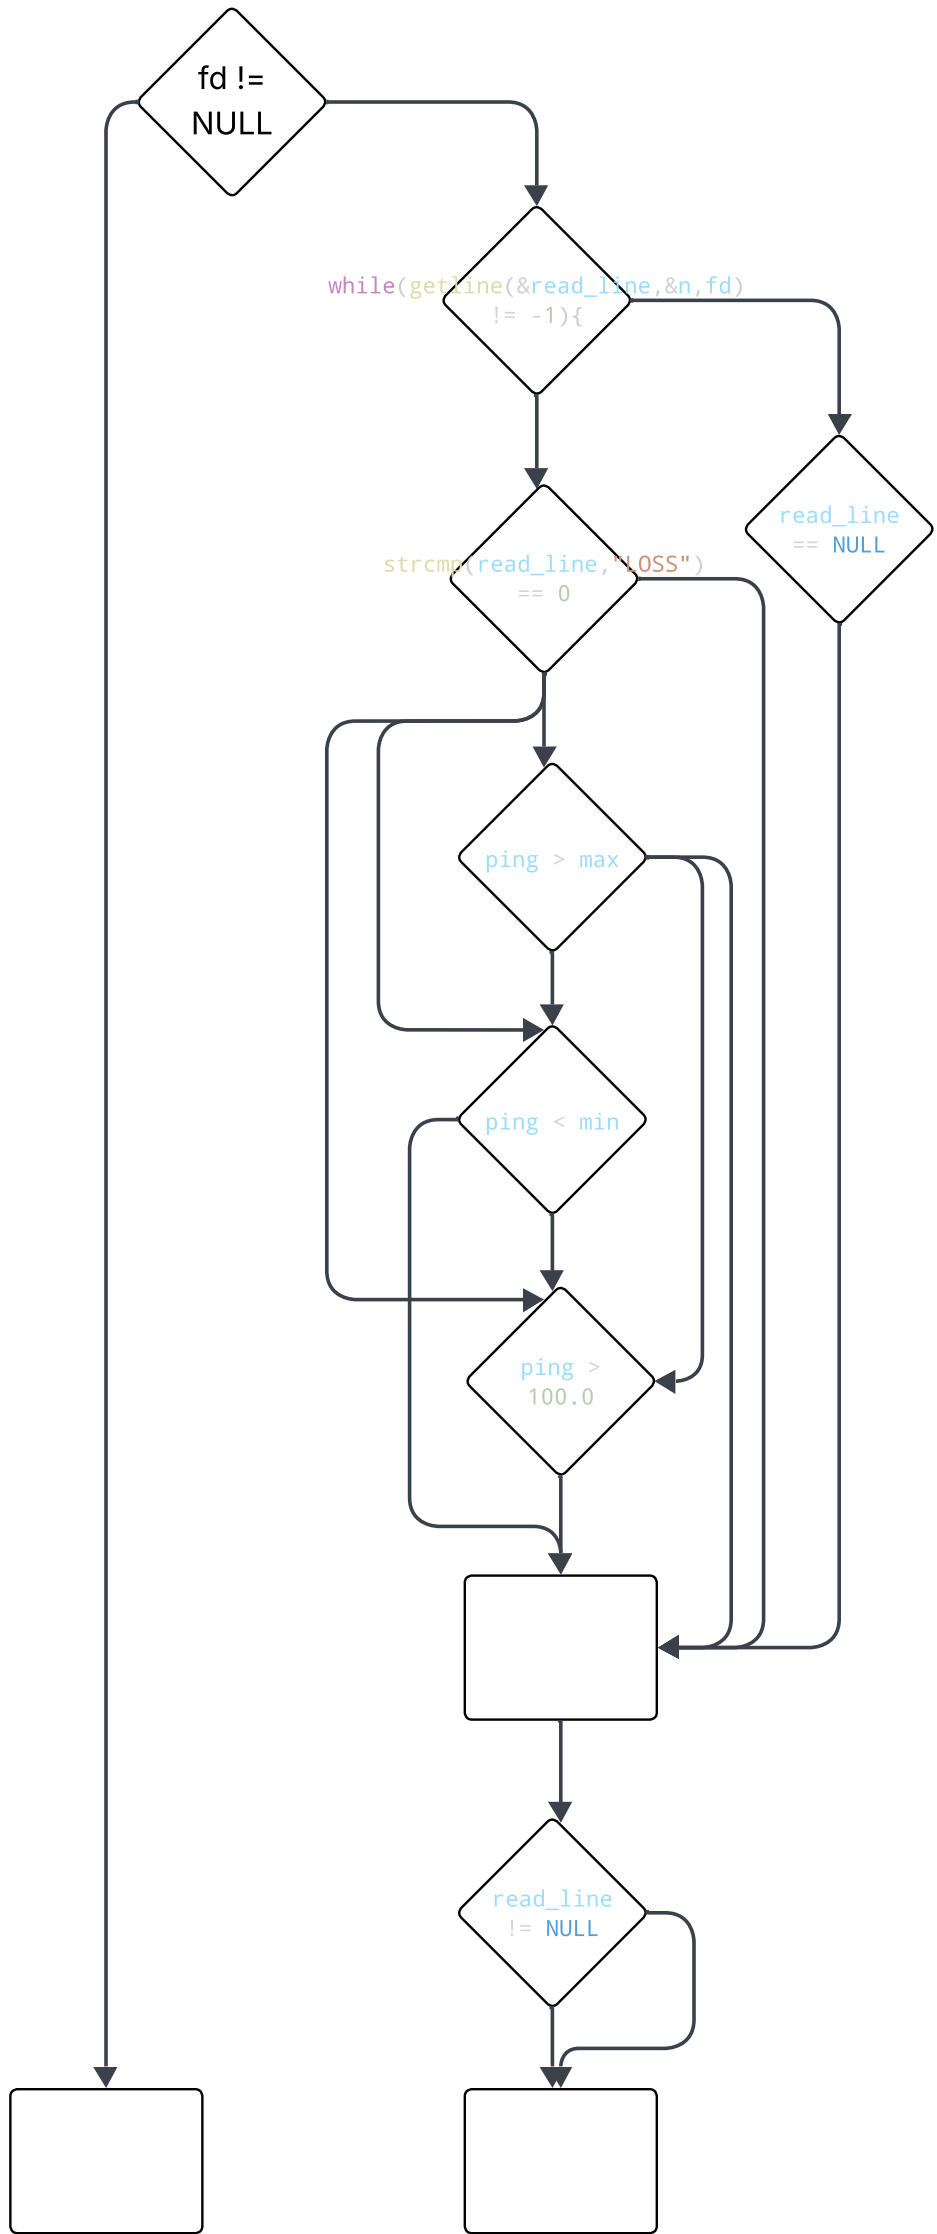 fd !=
NULL
while(getline(&read_line,&n,fd)
!= -1){
read_line
== NULL
strcmp(read_line,"LOSS")
== 0
ping > max
ping < min
ping >
100.0
read_line
!= NULL